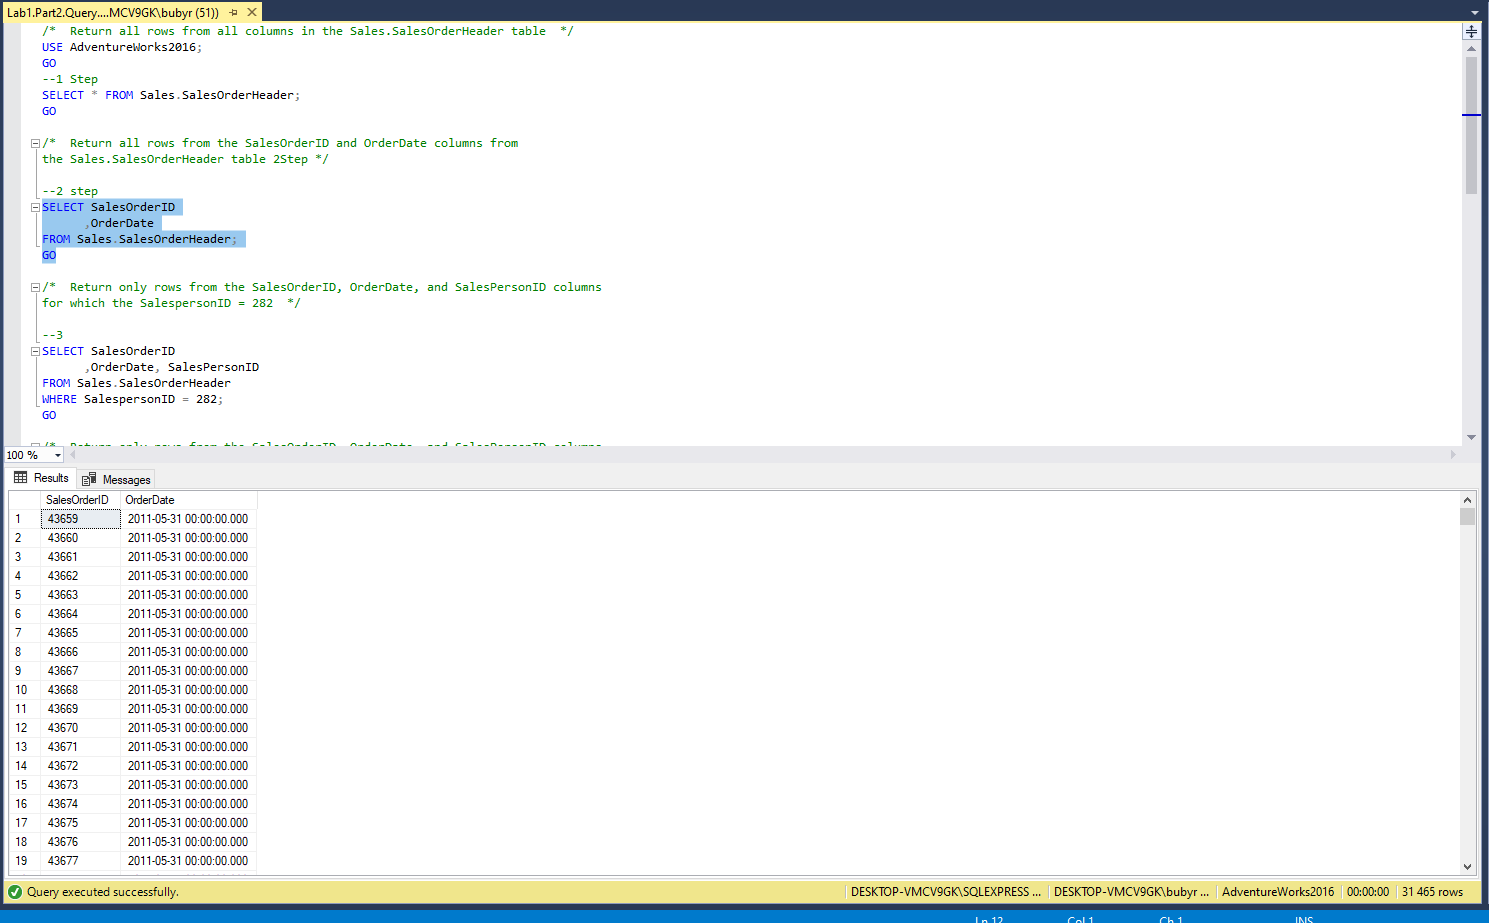 Lab1.Part2.Query....MCV9GK\bubyr (51))
/*  Return all rows from all columns in the Sales.SalesOrderHeader table  */
USE AdventureWorks2016;
GO
--1 Step
SELECT * FROM Sales.SalesOrderHeader;
GO
/*  Return all rows from the SalesOrderID and OrderDate columns from
the Sales.SalesOrderHeader table 2Step */
--2 step
SELECT SalesOrderID
,OrderDate
FROM Sales.SalesOrderHeader;
GO
/*  Return only rows from the SalesOrderID, OrderDate, and SalesPersonID columns
for which the SalespersonID = 282  */
--3
SELECT SalesOrderID
,OrderDate, SalesPersonID
FROM Sales.SalesOrderHeader
WHERE SalespersonID = 282;
GO
/*  Return only rows from the SalesOrderID, OrderDate, and SalesPersonID columns
100 %
Results Messages
SalesOrderID OrderDate
1 43659 2011-05-31 00:00:00.000
2 43660 2011-05-31 00:00:00.000
3 43661 2011-05-31 00:00:00.000
4 43662 2011-05-31 00:00:00.000
5 43663 2011-05-31 00:00:00.000
6 43664 2011-05-31 00:00:00.000
7 43665 2011-05-31 00:00:00.000
8 43666 2011-05-31 00:00:00.000
9 43667 2011-05-31 00:00:00.000
10 43668 2011-05-31 00:00:00.000
11 43669 2011-05-31 00:00:00.000
12 43670 2011-05-31 00:00:00.000
13 43671 2011-05-31 00:00:00.000
14 43672 2011-05-31 00:00:00.000
15 43673 2011-05-31 00:00:00.000
16 43674 2011-05-31 00:00:00.000
17 43675 2011-05-31 00:00:00.000
18 43676 2011-05-31 00:00:00.000
19 43677 2011-05-31 00:00:00.000
Query executed successfully. DESKTOP-VMCV9GK\SQLEXPRESS ... DESKTOP-VMCV9GK\bubyr ... AdventureWorks2016 00:00:00 31 465 rows
Ln 12 Col 1 Ch 1 INS